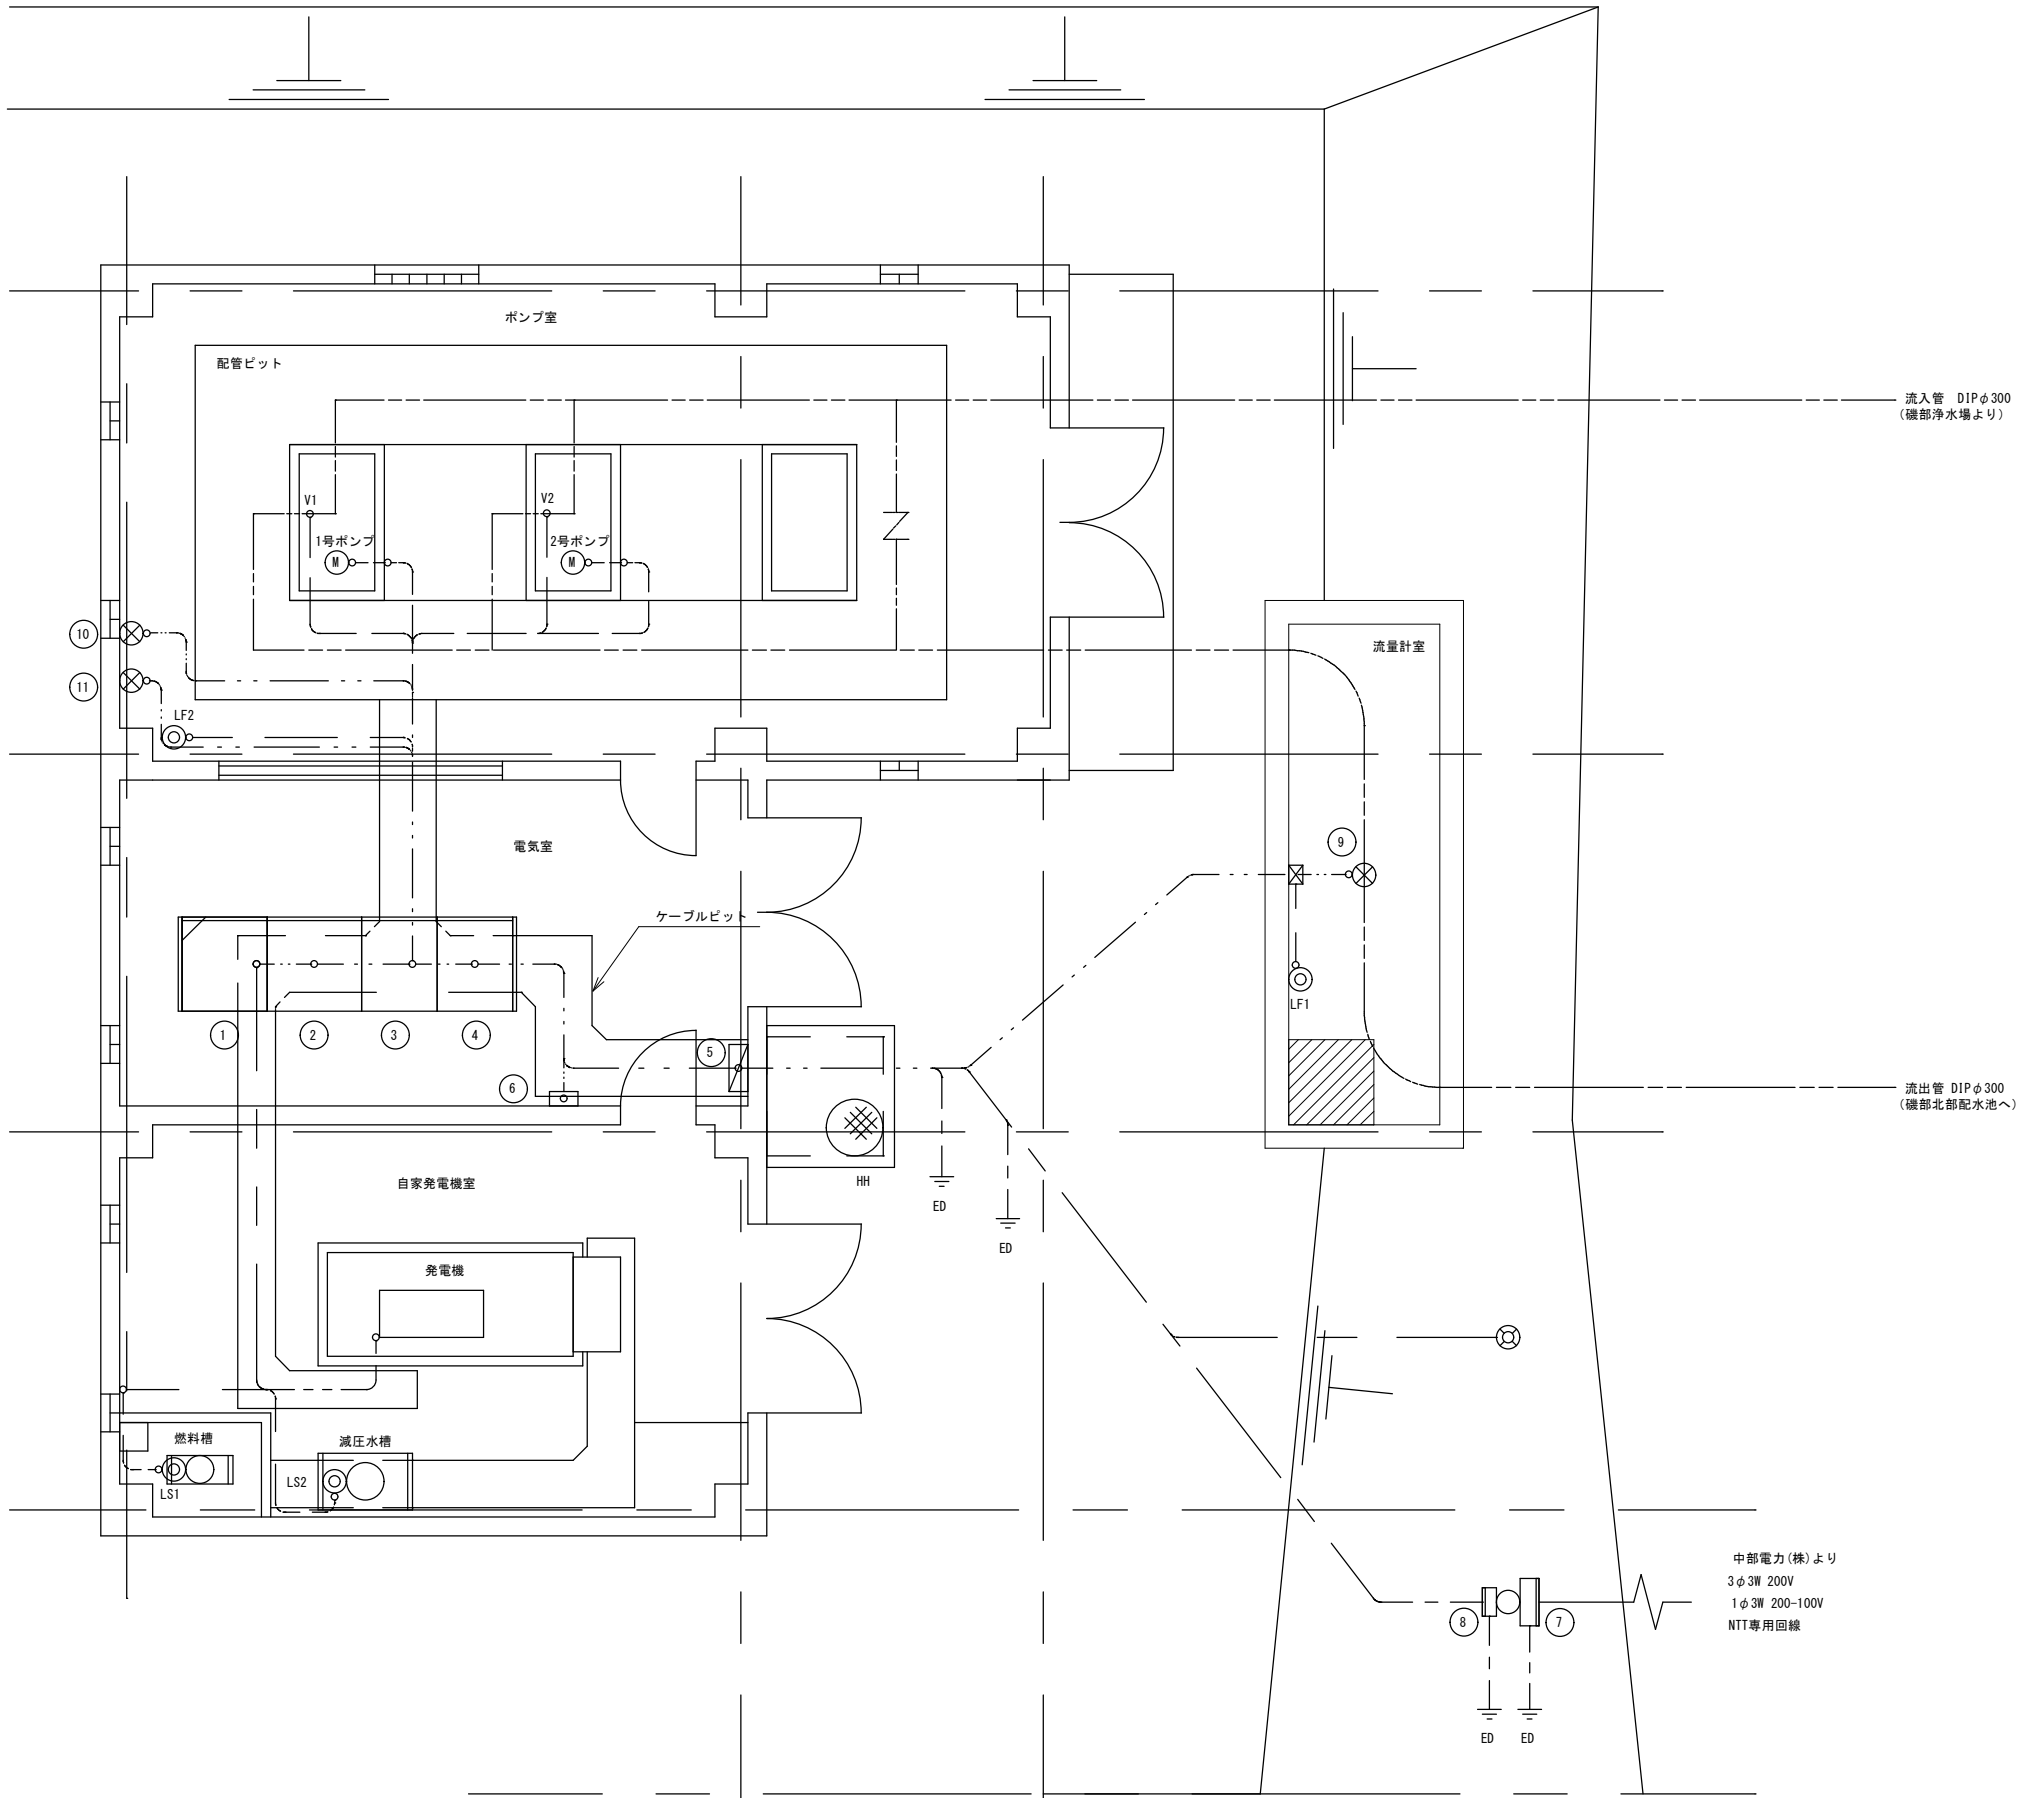 ポンプ室
配管ピット
流入管 DIPφ300
(磯部浄水場より)
V1
V2
1号ポンプ
2号ポンプ
M
M
10
11
流量計室
LF2
9
電気室
ケーブルピット
LF1
1
2
3
4
5
6
流出管 DIPφ300
(磯部北部配水池へ)
自家発電機室
HH
ED
ED
発電機
燃料槽
減圧水槽
LS2
LS1
中部電力(株)より
3φ3W 200V
1φ3W 200-100V
NTT専用回線
8
7
ED
ED